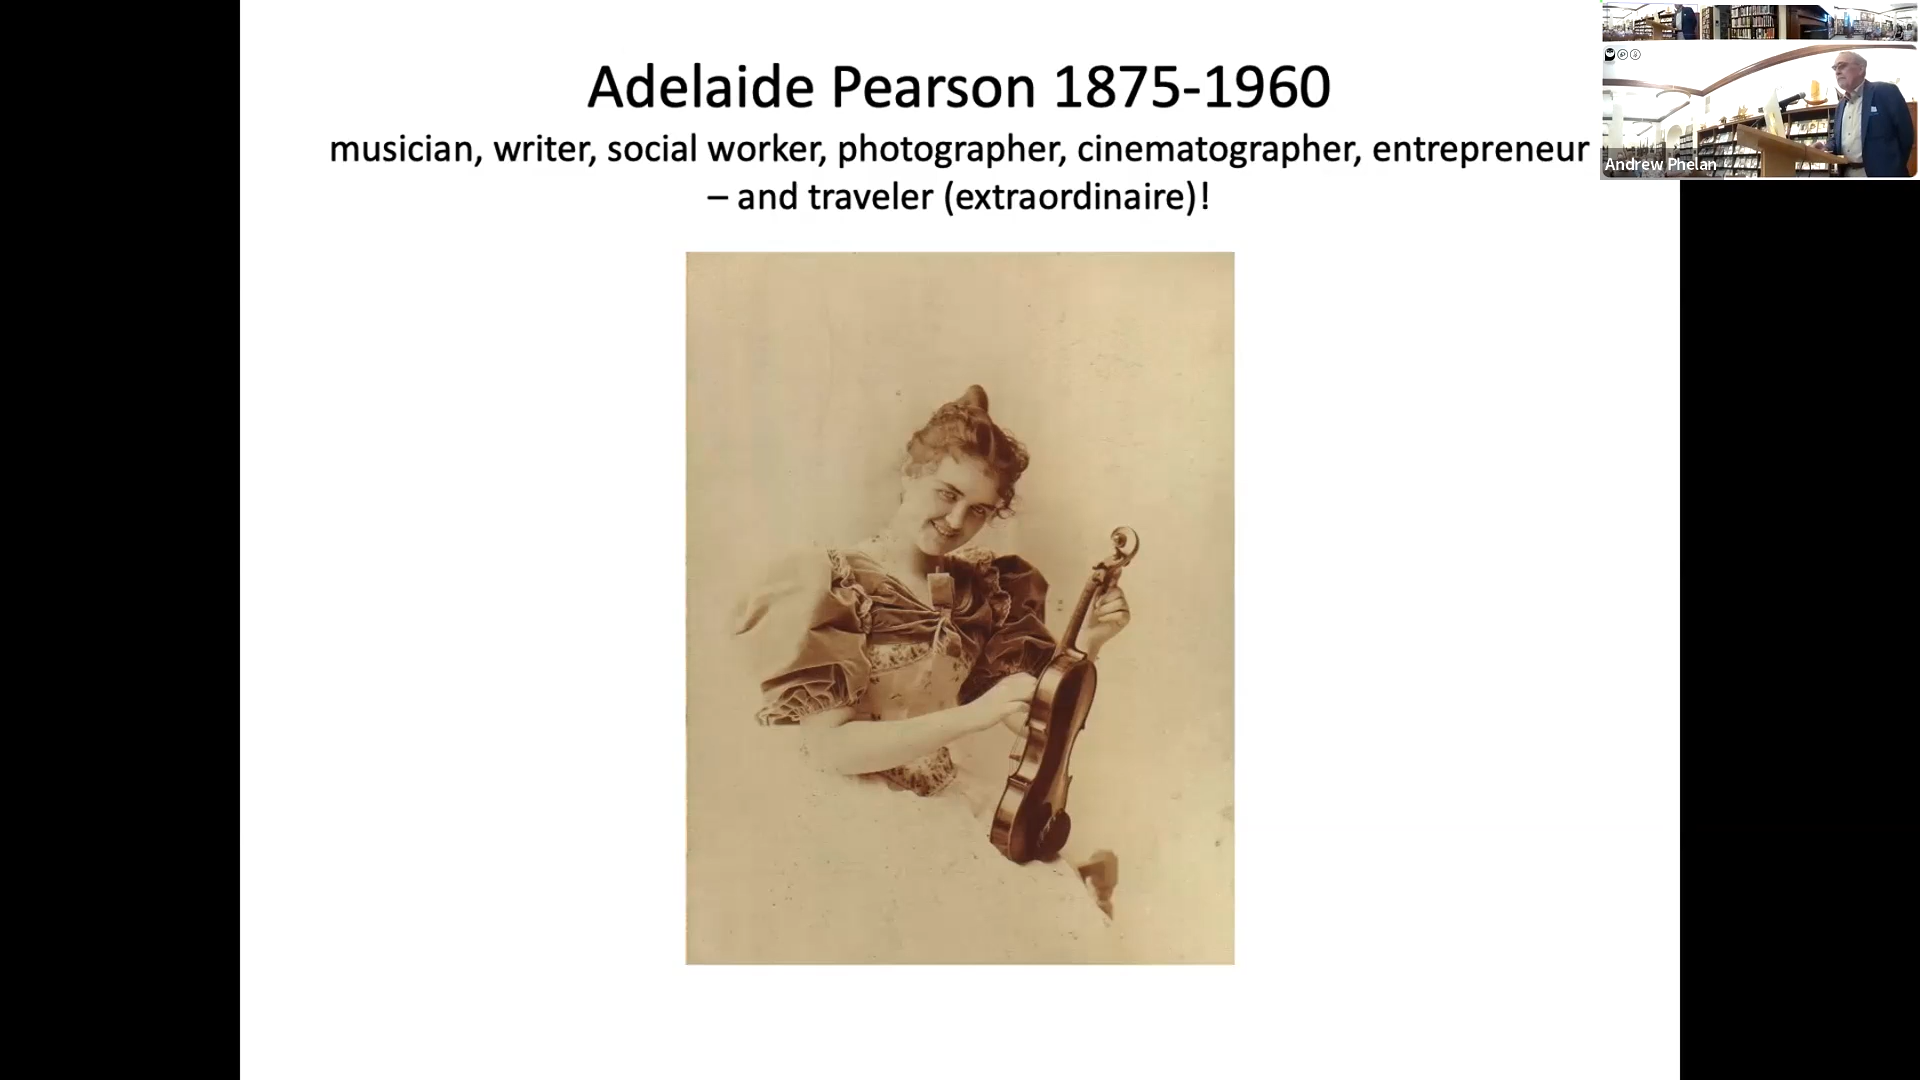 Adelaide Pearson 1875-1960
musician, writer, social worker, photographer, cinematographer, entrepreneur
– and traveler (extraordinaire)!
Andrew Phelan